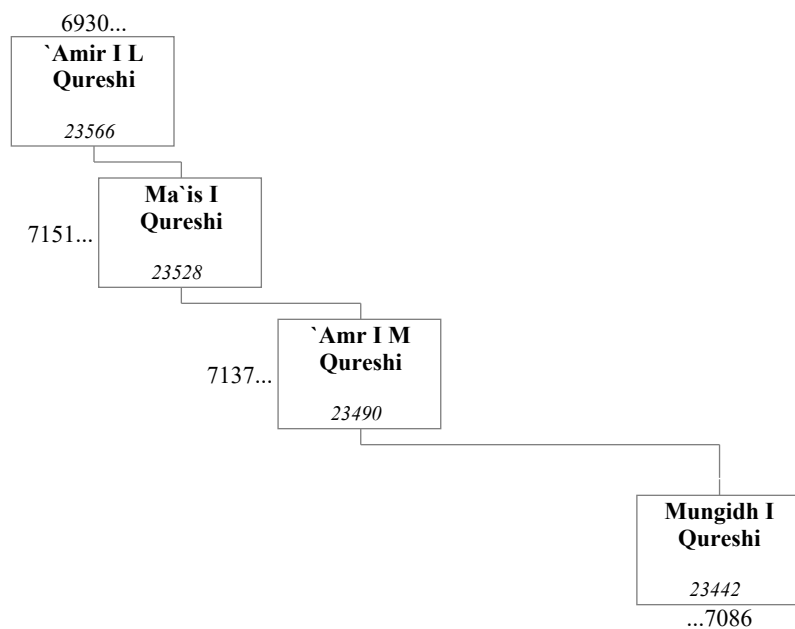 6930...
`Amir I L
Qureshi
23566
Ma`is I
Qureshi
7151...
23528
`Amr I M
Qureshi
7137...
23490
Mungidh I
Qureshi
23442
...7086